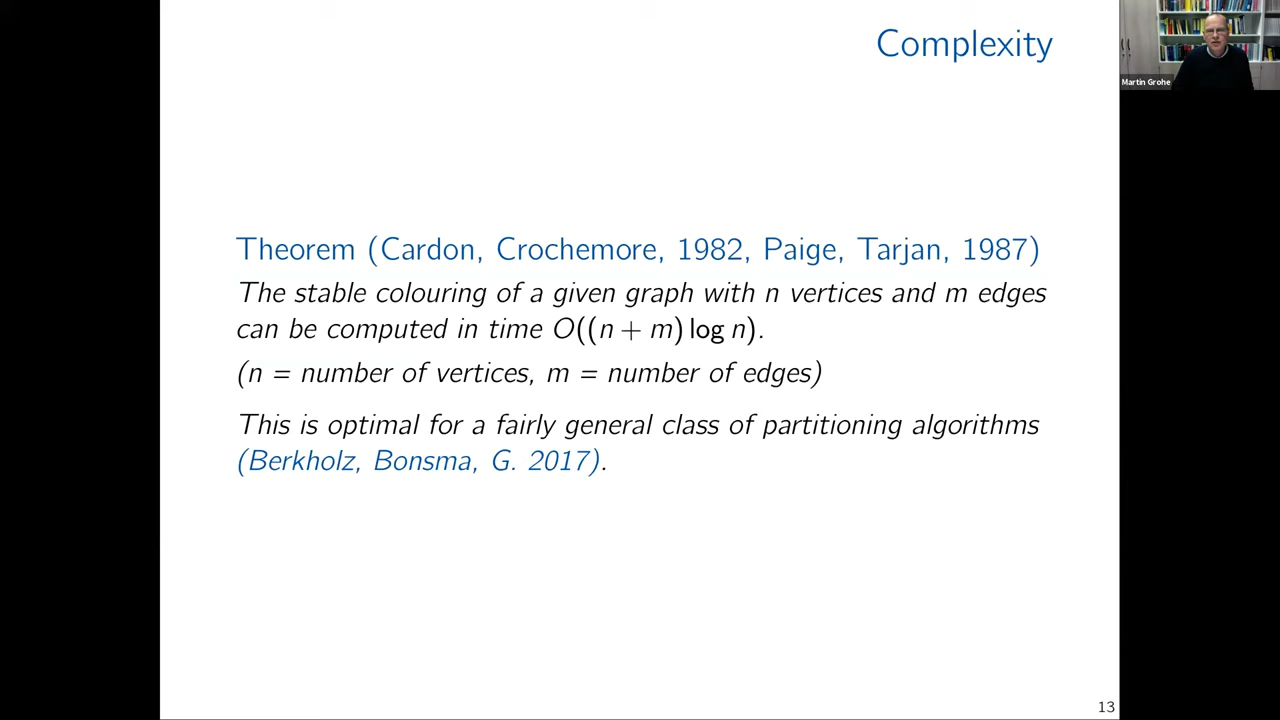 Complexity
Martin Grohe
Theorem (Cardon, Crochemore, 1982, Paige, Tarjan, 1987)
The stable colouring of a given graph with n vertices and m edges
can be computed in time O((n + m) log n).
(n = number of vertices, m = number of edges)
This is optimal for a fairly general class of partitioning algorithms
(Berkholz, Bonsma, G. 2017).
13